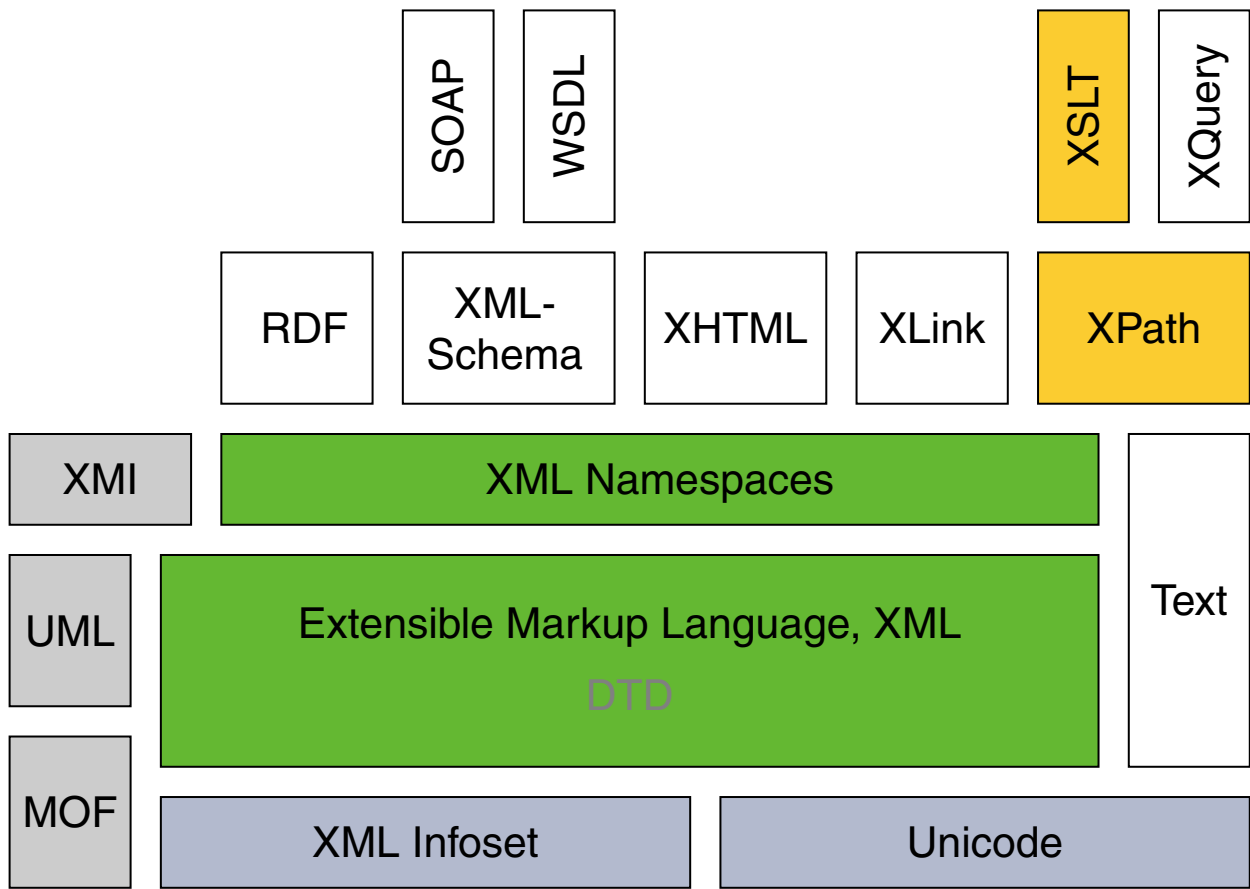 SOAP
WSDL
XSLT
XQuery
RDF
XML-
Schema
XHTML
XLink
XPath
XMI
XML Namespaces
UML
Extensible Markup Language, XML
DTD
Text
MOF
XML Infoset
Unicode